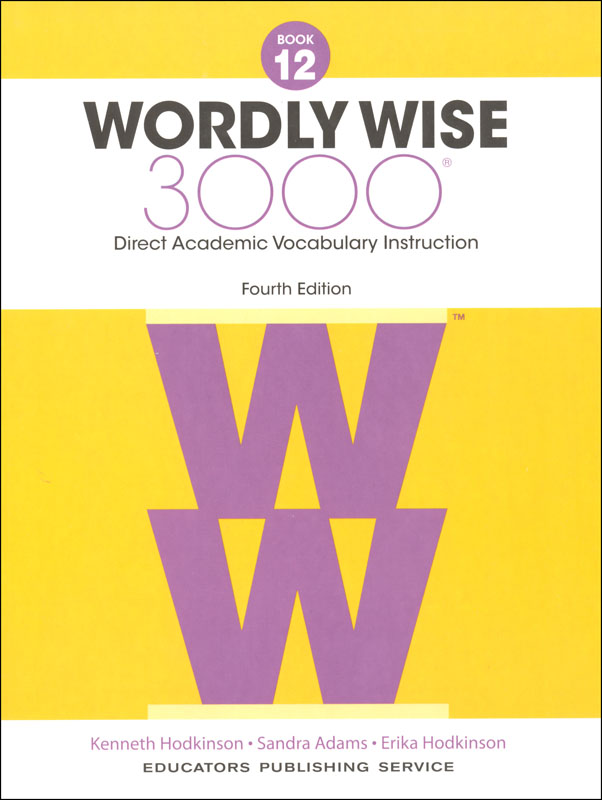 BOOK
12
WORDLY WISE
3000®
Direct Academic Vocabulary Instruction
Fourth Edition
™
W
W
Kenneth Hodkinson • Sandra Adams • Erika Hodkinson
EDUCATORS PUBLISHING SERVICE